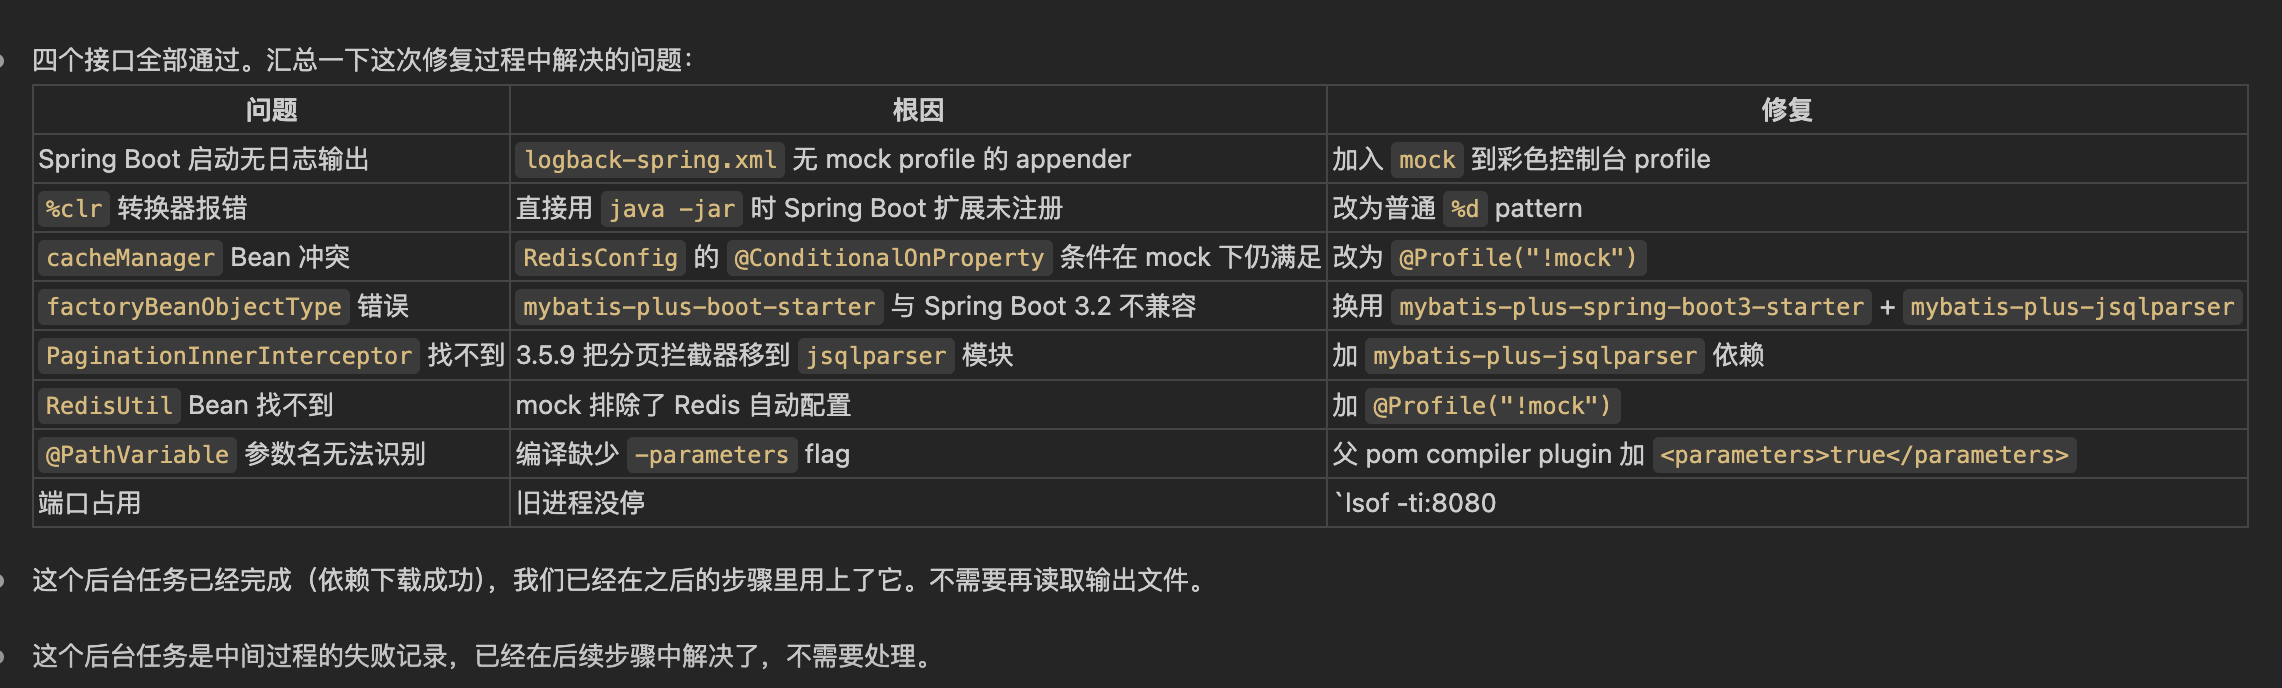 四个接口全部通过。汇总一下这次修复过程中解决的问题：
问题 根因 修复
Spring Boot 启动无日志输出 logback-spring.xml 无 mock profile 的 appender 加入 mock 到彩色控制台 profile
%clr 转换器报错 直接用 java -jar 时 Spring Boot 扩展未注册 改为普通 %d pattern
cacheManager Bean 冲突 RedisConfig 的 @ConditionalOnProperty 条件在 mock 下仍满足 改为 @Profile("!mock")
factoryBeanObjectType 错误 mybatis-plus-boot-starter 与 Spring Boot 3.2 不兼容 换用 mybatis-plus-spring-boot3-starter + mybatis-plus-jsqlparser
PaginationInnerInterceptor 找不到 3.5.9 把分页拦截器移到 jsqlparser 模块 加 mybatis-plus-jsqlparser 依赖
RedisUtil Bean 找不到 mock 排除了 Redis 自动配置 加 @Profile("!mock")
@PathVariable 参数名无法识别 编译缺少 -parameters flag 父 pom compiler plugin 加 <parameters>true</parameters>
端口占用 旧进程没停 `lsof -ti:8080
这个后台任务已经完成（依赖下载成功），我们已经在之后的步骤里用上了它。不需要再读取输出文件。
这个后台任务是中间过程的失败记录，已经在后续步骤中解决了，不需要处理。